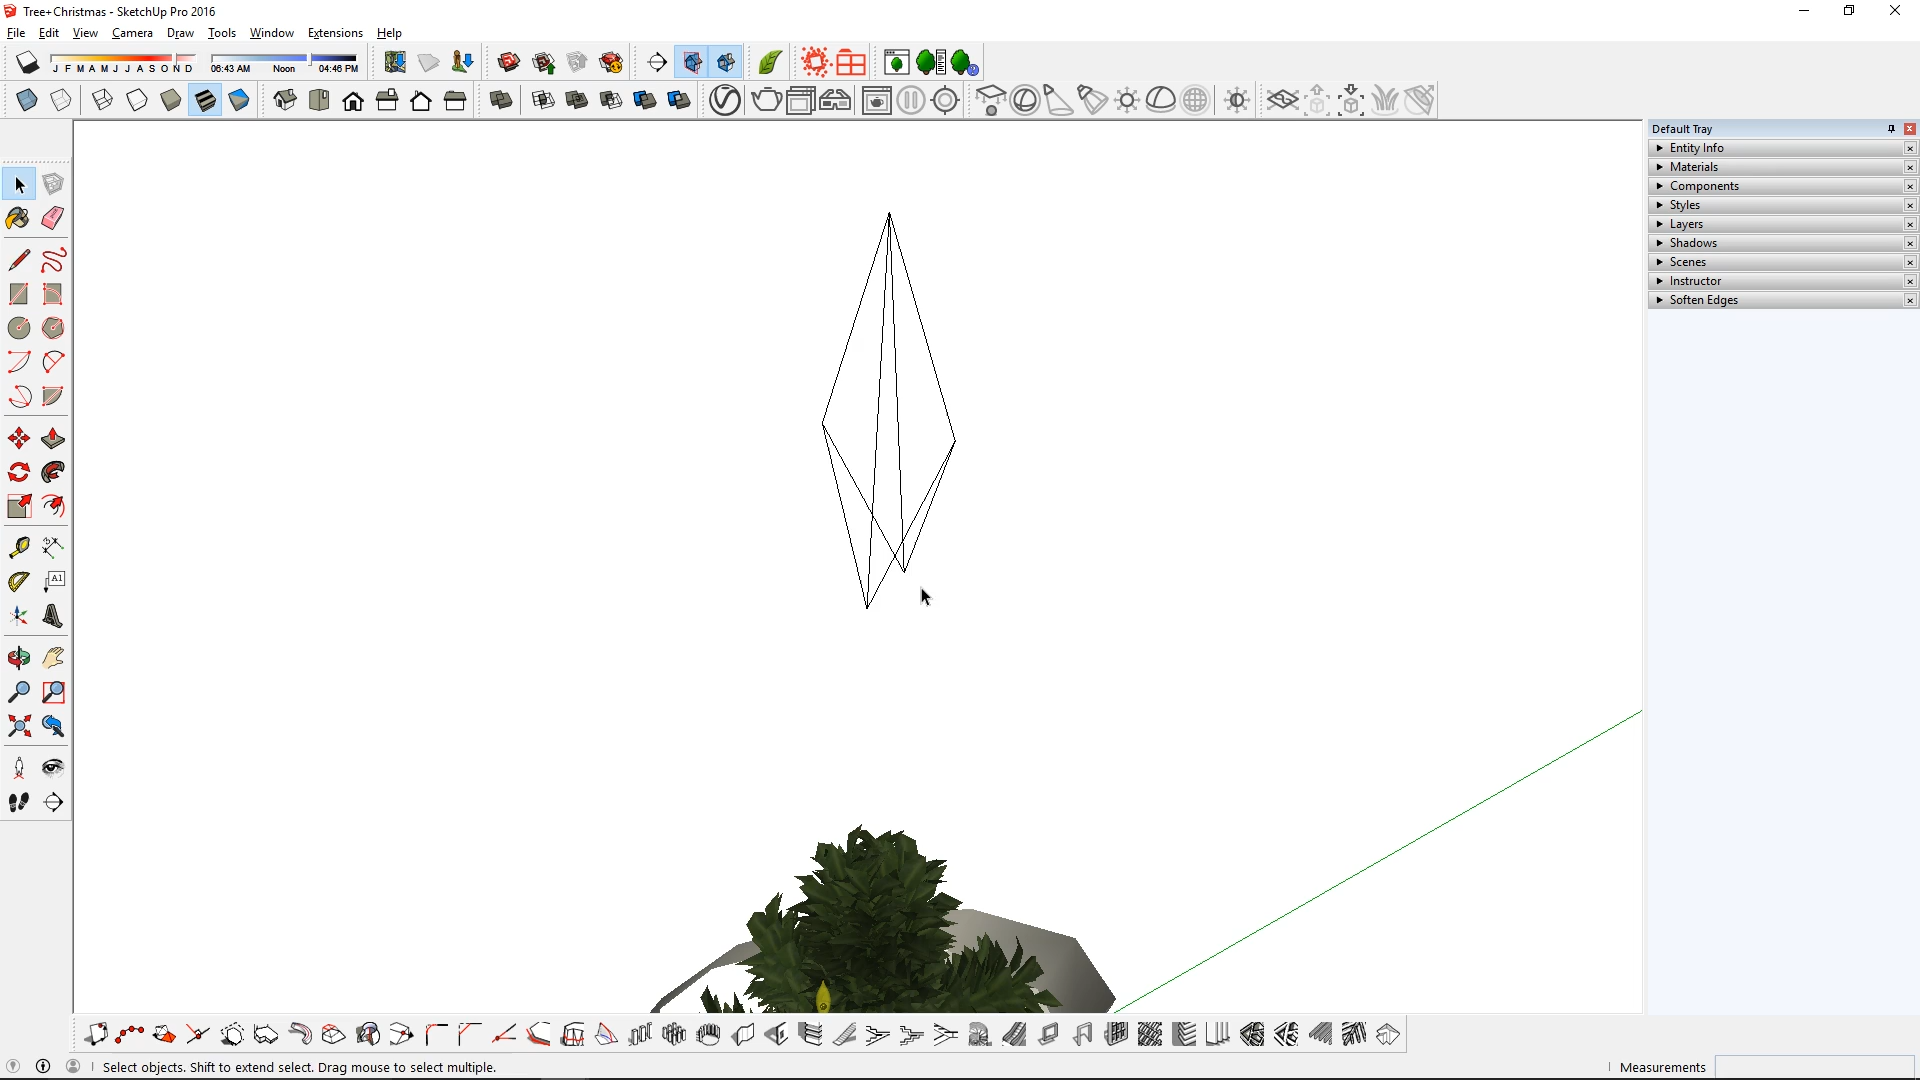 Tree+Christmas - SketchUp Pro 2016
File Edit View Camera Draw Tools Window Extensions Help
J F M A M J J A S O N D 06:43 AM Noon 04:46 PM
Default Tray
Entity Info
Materials
Components
Styles
Layers
Shadows
Scenes
Instructor
Soften Edges
A1
Select objects. Shift to extend select. Drag mouse to select multiple.
Measurements